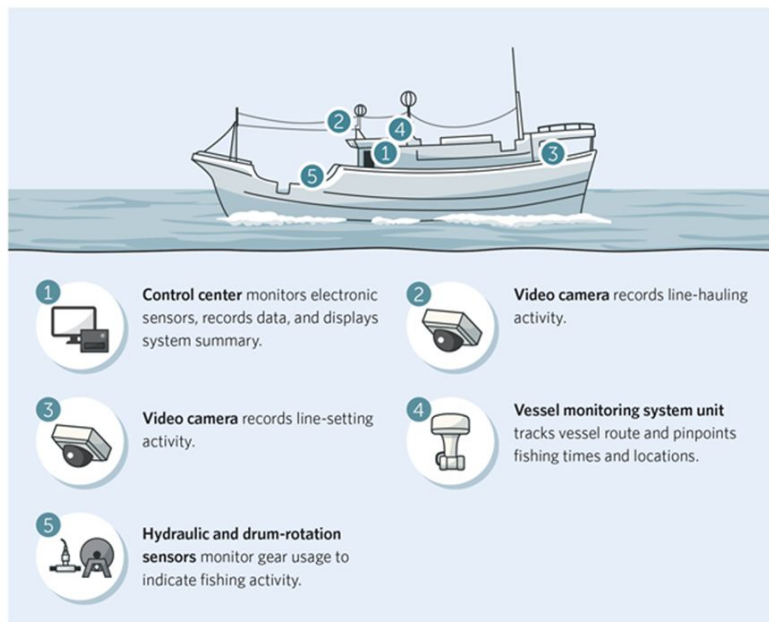 2
4
1
3
5
1
Control center monitors electronic
sensors, records data, and displays
system summary.
2
Video camera records line-hauling
activity.
3
Video camera records line-setting
activity.
4
Vessel monitoring system unit
tracks vessel route and pinpoints
fishing times and locations.
5
Hydraulic and drum-rotation
sensors monitor gear usage to
indicate fishing activity.